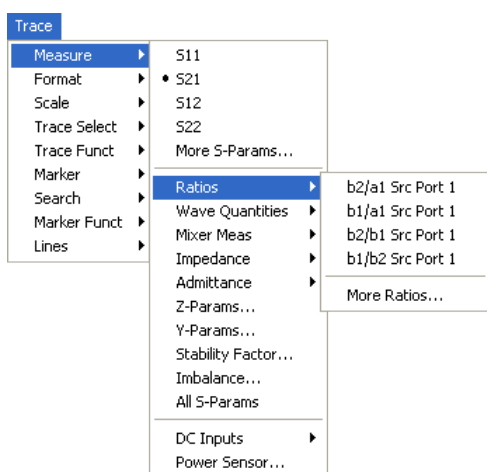 Trace
Measure
Format
Scale
Trace Select
Trace Funct
Marker
Search
Marker Funct
Lines
S11
S21
S12
S22
More S-Params...
Ratios
Wave Quantities
Mixer Meas
Impedance
Admittance
Z-Params...
Y-Params...
Stability Factor...
Imbalance...
All S-Params
DC Inputs
Power Sensor...
b2/a1 Src Port 1
b1/a1 Src Port 1
b2/b1 Src Port 1
b1/b2 Src Port 1
More Ratios...